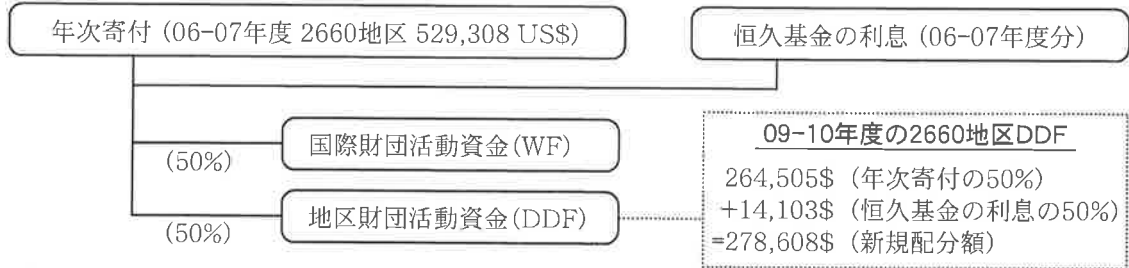 年次寄付 (06-07年度 2660地区 529,308 US$)
恒久基金の利息 (06-07年度分)
(50%)
国際財団活動資金(WF)
(50%)
地区財団活動資金(DDF)
09-10年度の2660地区DDF
264,505$ (年次寄付の50%)
+14,103$ (恒久基金の利息の50%)
=278,608$ (新規配分額)